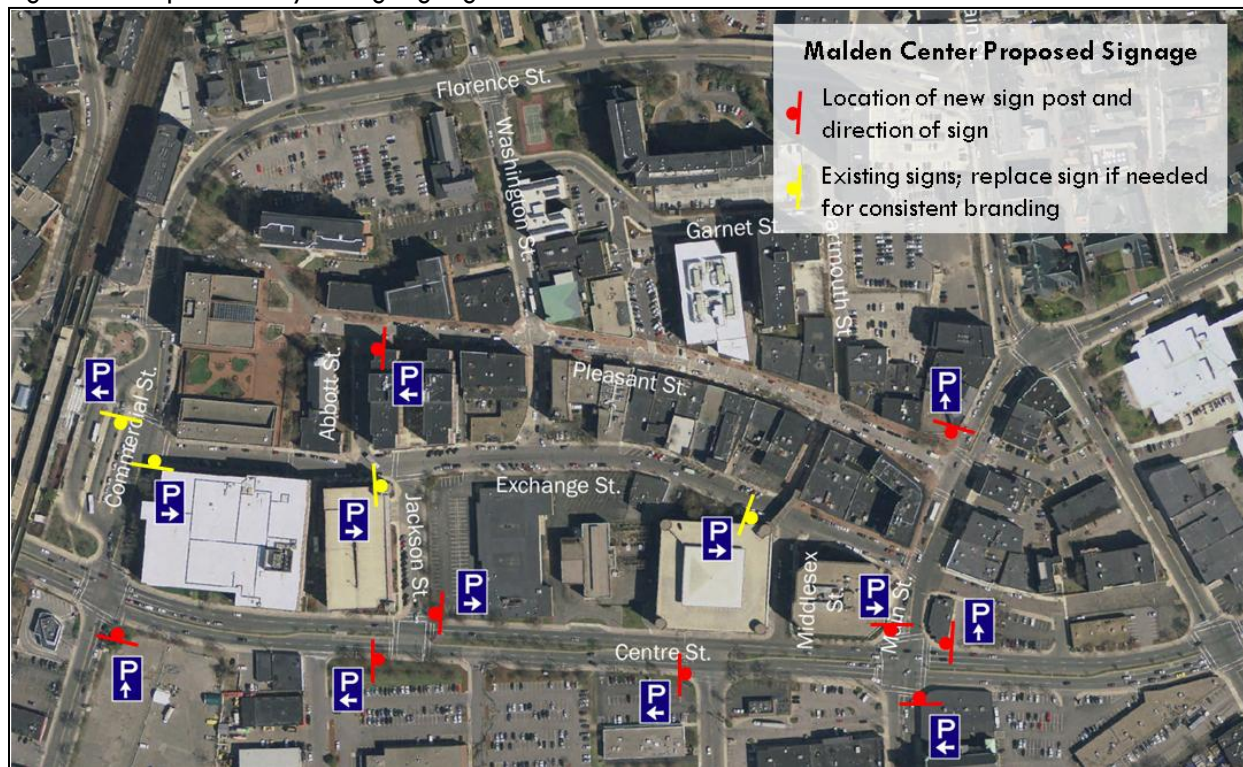 Malden Center Proposed Signage
Location of new sign post and
direction of sign
Existing signs; replace sign if needed
for consistent branding
Florence St.
Washington St.
Garnet St.
Commercial St.
Abbott St.
Pleasant St.
P
P
P
Exchange St.
P
P
P
Jackson St.
P
Middlesex St.
P
Main St.
P
Centre St.
P
P
P
P